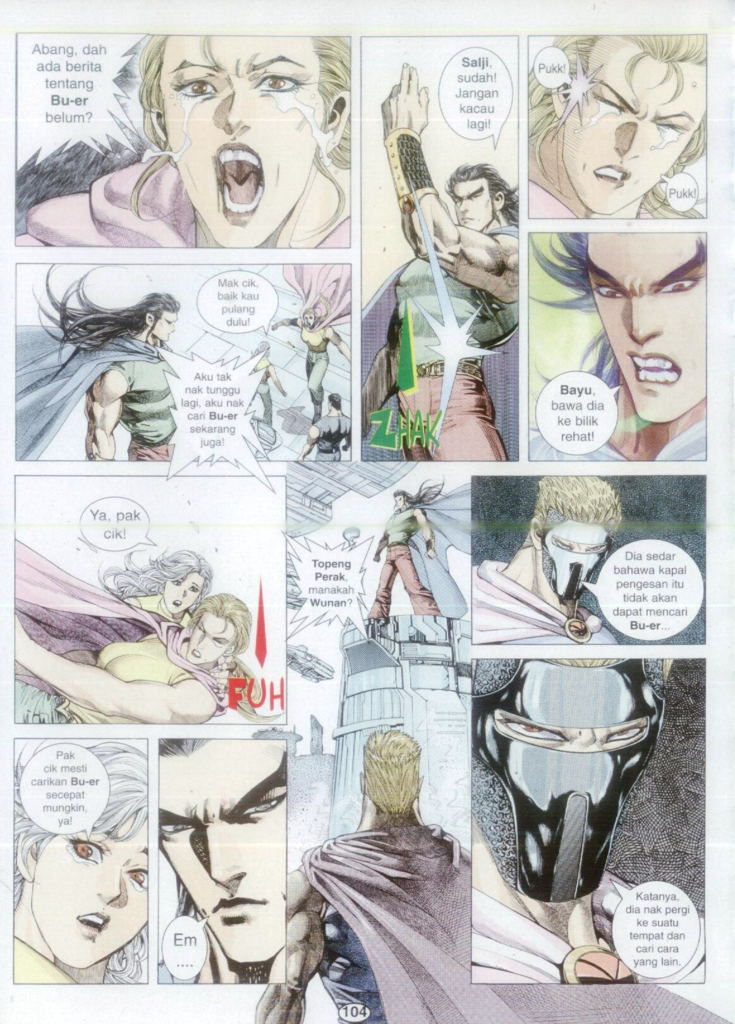 Abang, dah
ada berita
tentang
Bu-er
belum?
Salji,
sudah!
Jangan
kacau
lagi!
Pukk!
Pukk!
Mak cik,
baik kau
pulang
dulu!
Aku tak
nak tunggu
lagi, aku nak
cari Bu-er
sekarang
juga!
ZHAK
Bayu,
bawa dia
ke bilik
rehat!
Ya, pak
cik!
FUH
Topeng
Perak,
manakah
Wunan?
Dia sedar
bahawa kapal
pengesan itu
tidak akan
dapat mencari
Bu-er...
Pak
cik mesti
carikan Bu-er
secepat
mungkin,
ya!
Em
....
Katanya,
dia nak pergi
ke suatu
tempat dan
cari cara
yang lain.
104